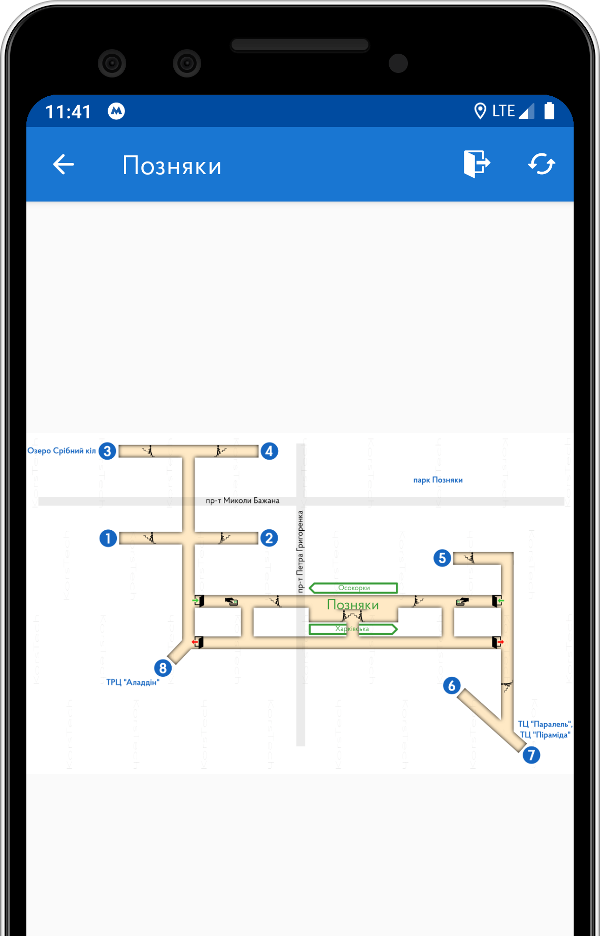 11:41 LTE
Позняки
Озеро Срібний кіл 3 4
парк Позняки
пр-т Миколи Бажана
пр-т Петра Григоренка
1 2
5
Осокорки
Позняки
Харківська
8
ТРЦ "Аладдін"
6
ТЦ "Паралель",
ТЦ "Піраміда"
7